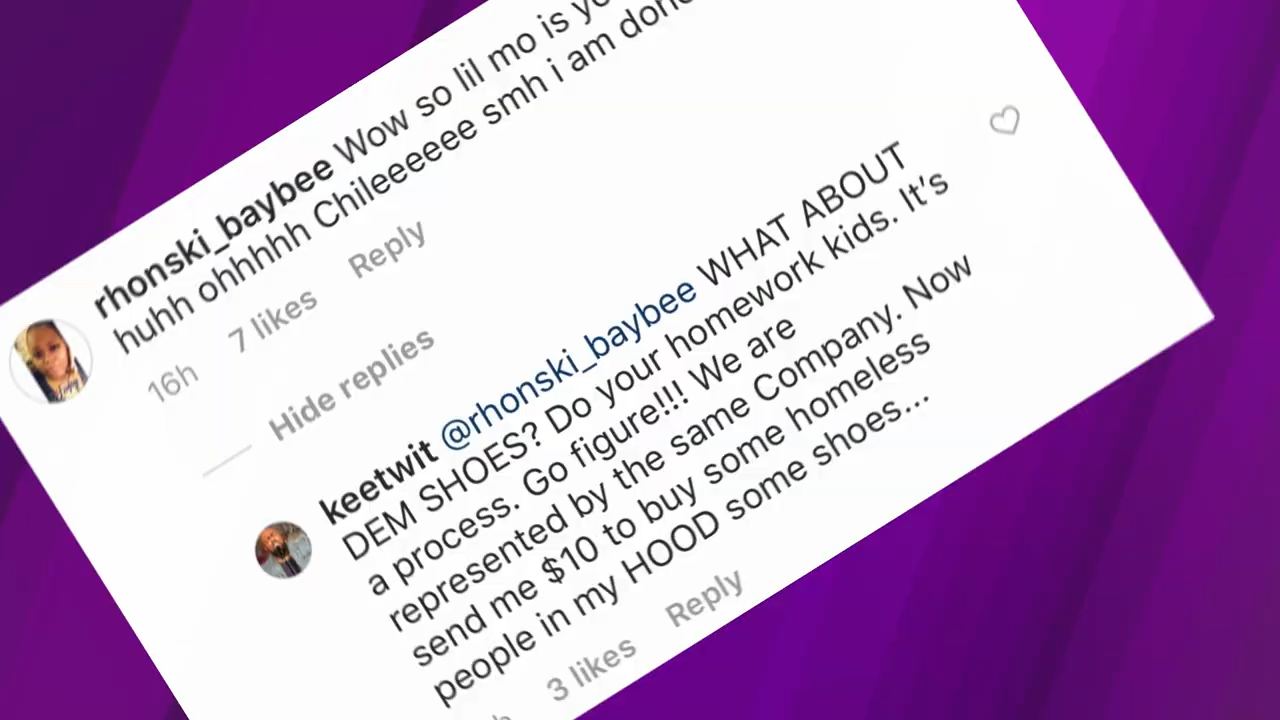 rhonski_baybee Wow so lil mo is
huhh ohhhhh Chileeeeeee smh i am done
16h 7 likes Reply
Hide replies
keetwit @rhonski_baybee WHAT ABOUT
DEM SHOES? Do your homework kids. It's
a process. Go figure!!! We are
represented by the same Company. Now
send me $10 to buy some homeless
people in my HOOD some shoes...
3 likes Reply